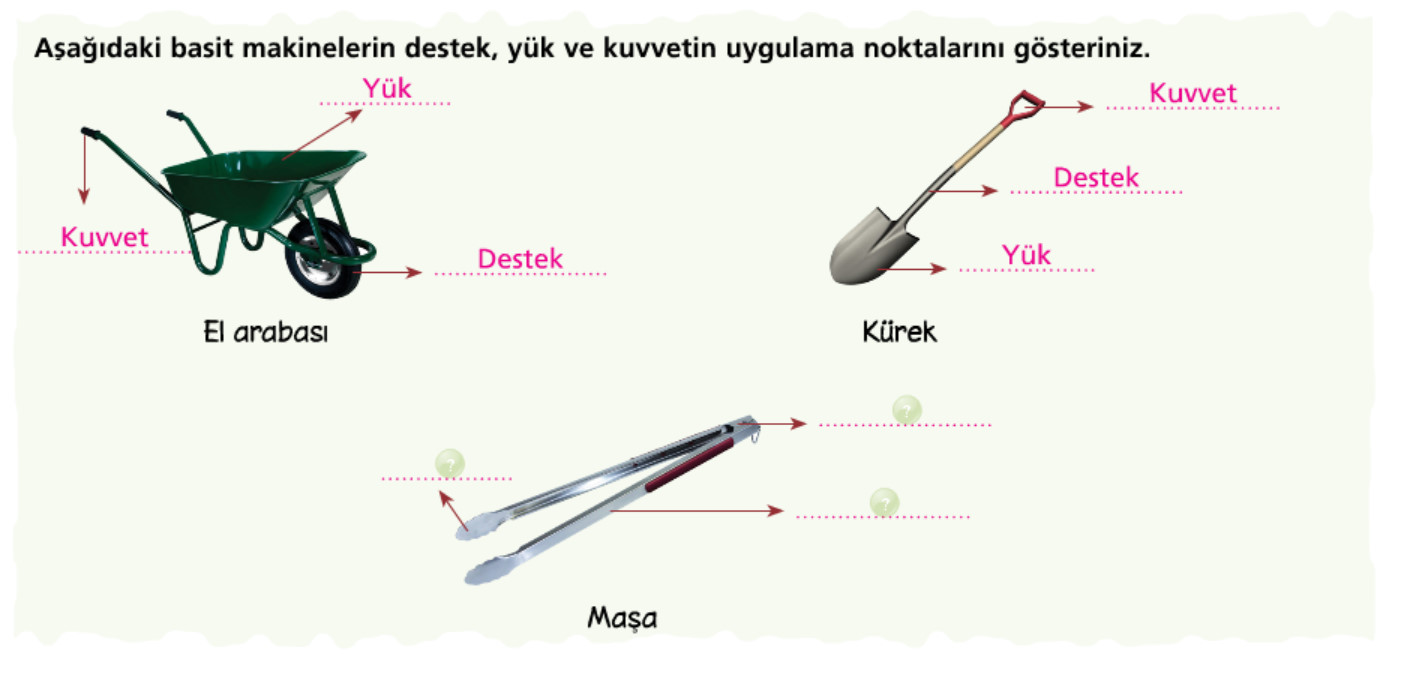 Aşağıdaki basit makinelerin destek, yük ve kuvvetin uygulama noktalarını gösteriniz.
Yük
Kuvvet
Destek
El arabası
Kuvvet
Destek
Yük
Kürek
?
?
?
Maşa